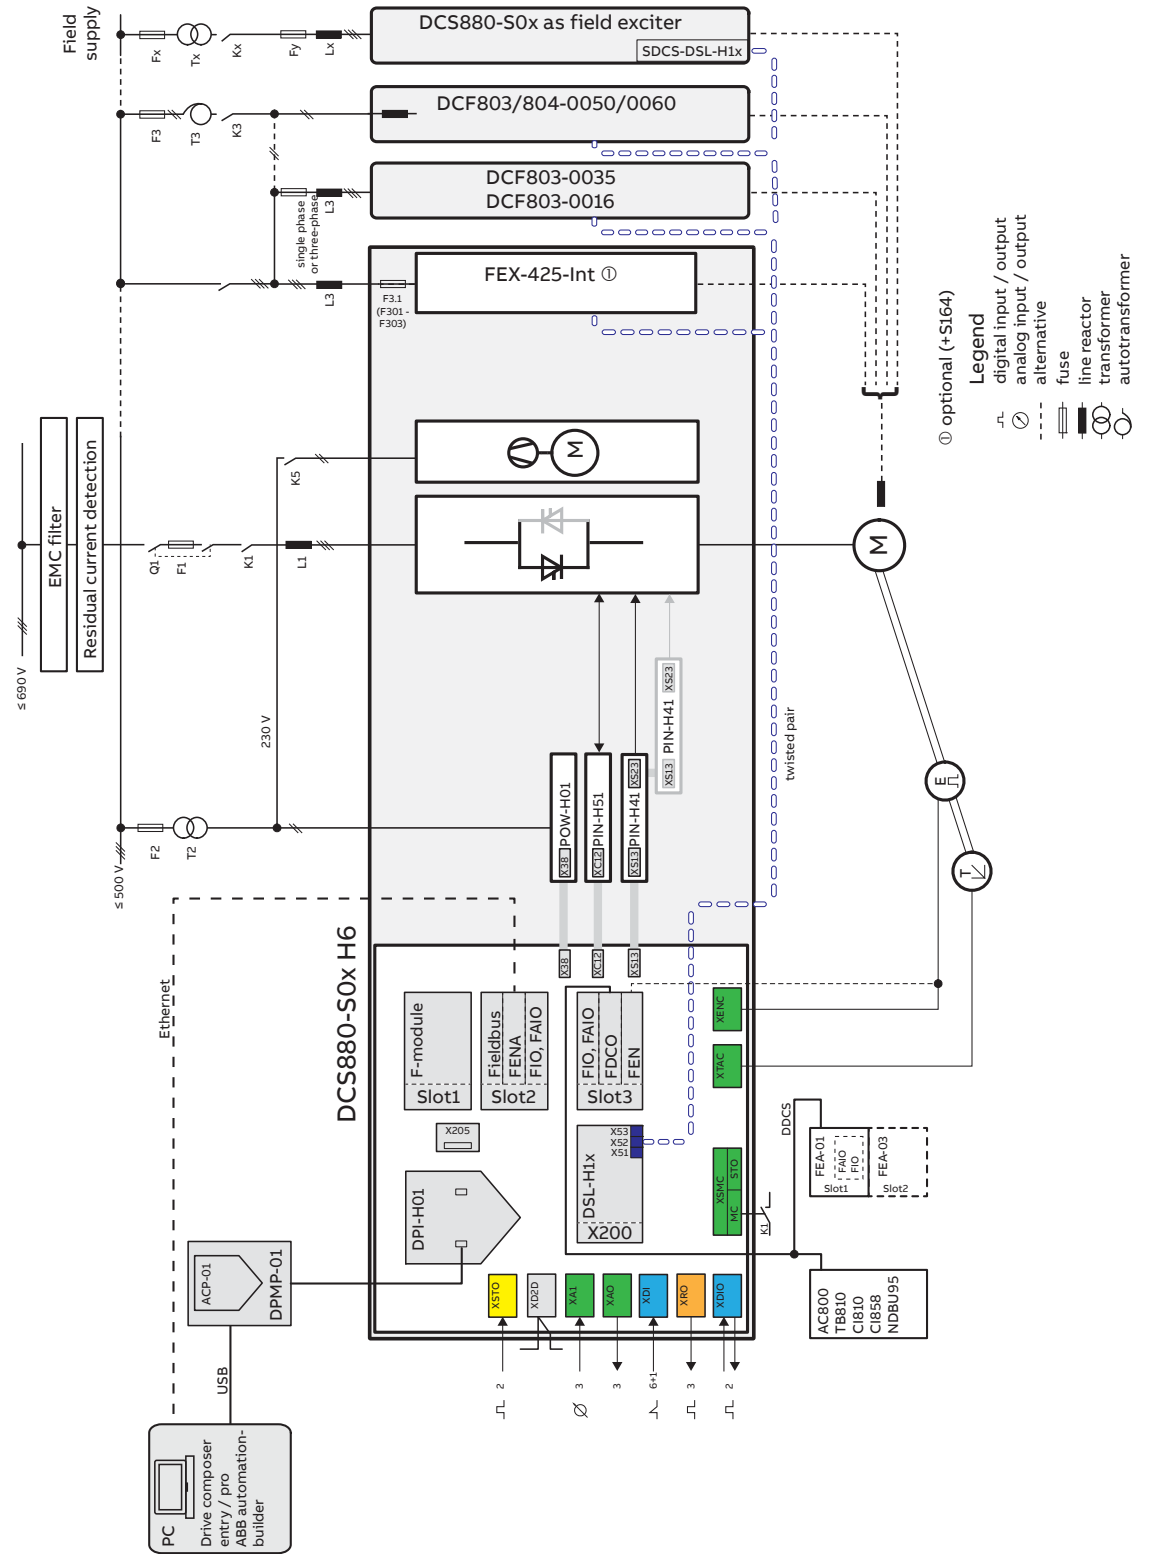 Field
supply
Fx
Tx
Kx
Fy
Lx
DCS880-S0x as field exciter
SDCS-DSL-H1x
F3
T3
K3
DCF803/804-0050/0060
single phase
or three-phase
L3
DCF803-0035
DCF803-0016
L3
F3.1
(F301 -
F303)
FEX-425-Int ①
① optional (+S164)
Legend
digital input / output
analog input / output
alternative
fuse
line reactor
transformer
autotransformer
≤ 690 V
EMC filter
Residual current detection
Q1
F1
K1
L1
K5
M
M
230 V
≤ 500 V
F2
T2
X38
POW-H01
XC12
PIN-H51
XS13
PIN-H41
XS23
XS13
PIN-H41
XS23
twisted pair
E
T
DCS880-S0x H6
Ethernet
X38
XC12
XS13
F-module
Slot1
Fieldbus
FENA
FIO, FAIO
Slot2
FIO, FAIO
FDCO
FEN
Slot3
XENC
XTAC
X205
DPI-H01
DSL-H1x
X200
X53
X52
X51
XSMC
MC
STO
K1
DDCS
FEA-01
FAIO
FIO
Slot1
FEA-03
Slot2
AC800
TB810
CI810
CI858
NDBU95
XSTO
XD2D
XA1
XAO
XDI
XRO
XDIO
2
3
3
6+1
3
2
ACP-01
DPMP-01
USB
PC
Drive composer
entry / pro
ABB automation-
builder